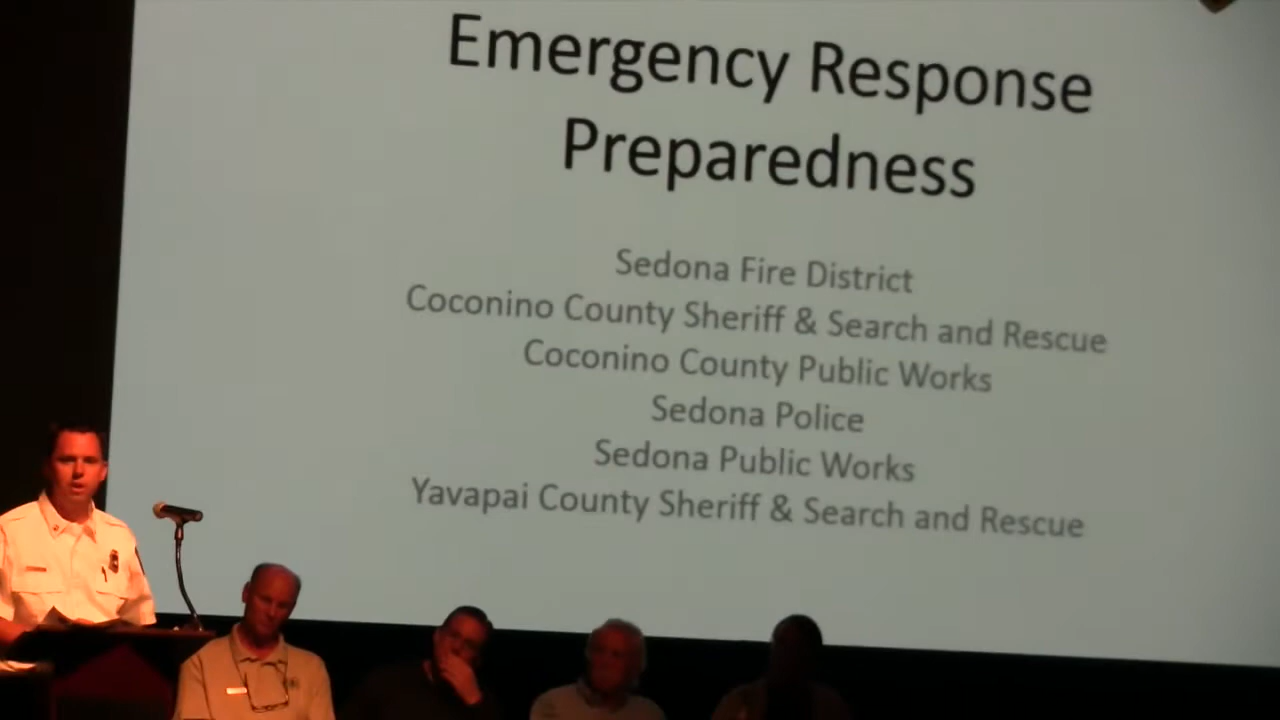 Emergency Response
Preparedness
Sedona Fire District
Coconino County Sheriff & Search and Rescue
Coconino County Public Works
Sedona Police
Sedona Public Works
Yavapai County Sheriff & Search and Rescue